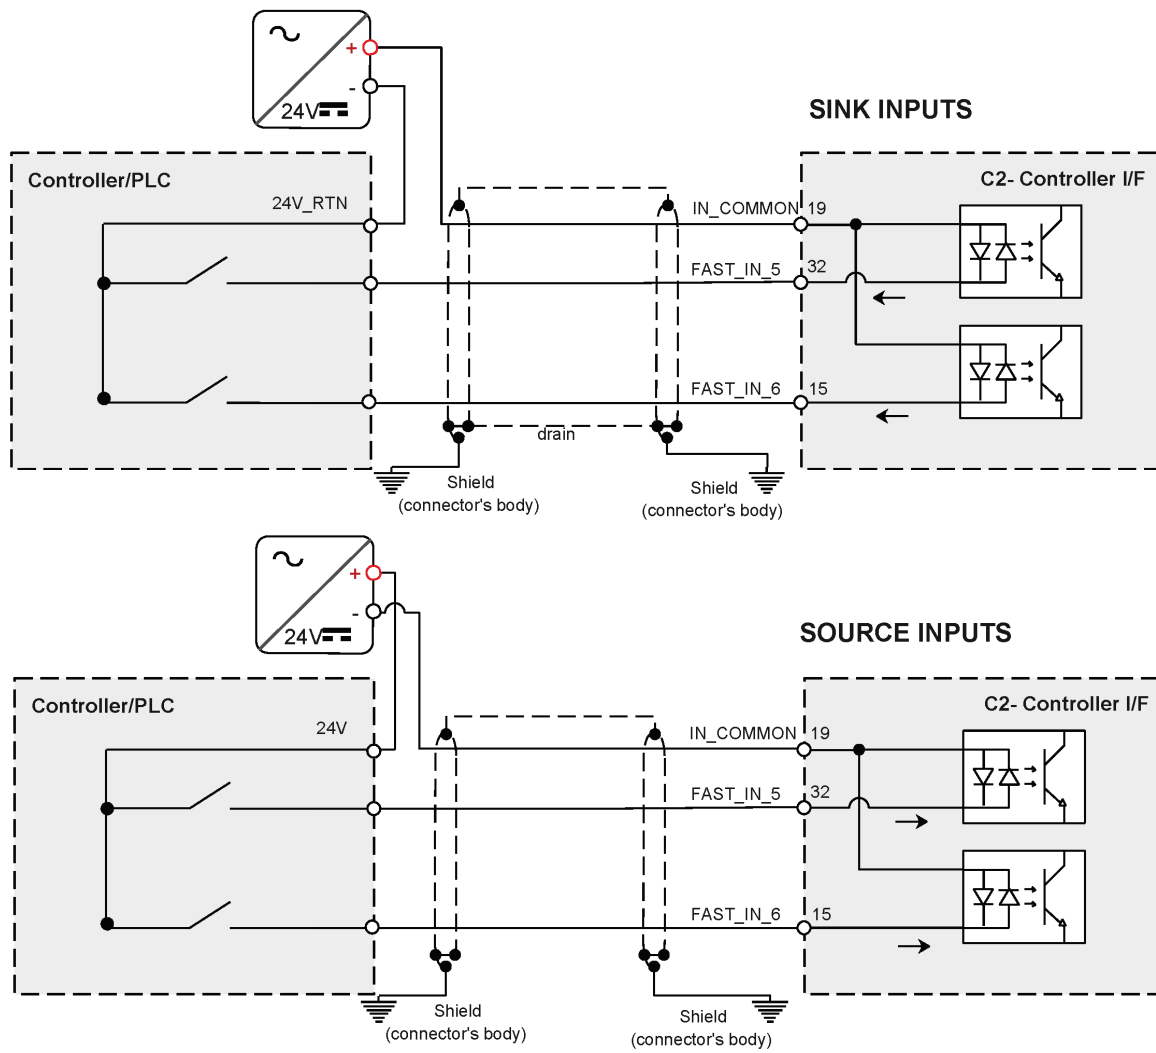 +
-
24V
SINK INPUTS
Controller/PLC
C2- Controller I/F
24V_RTN
IN_COMMON 19
FAST_IN_5 32
FAST_IN_6 15
drain
Shield
(connector's body)
Shield
(connector's body)
+
-
24V
SOURCE INPUTS
Controller/PLC
C2- Controller I/F
24V
IN_COMMON 19
FAST_IN_5 32
FAST_IN_6 15
Shield
(connector's body)
Shield
(connector's body)